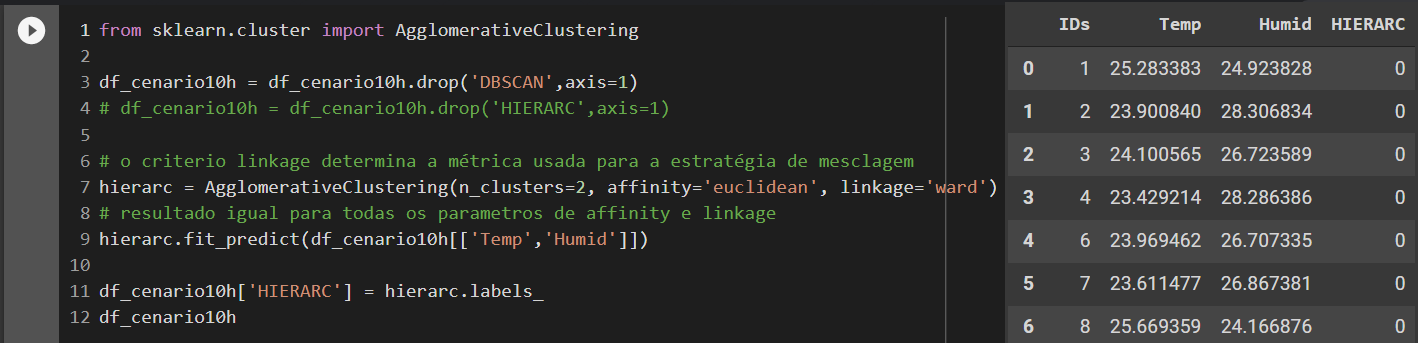 1 from sklearn.cluster import AgglomerativeClustering
2
3 df_cenario10h = df_cenario10h.drop('DBSCAN',axis=1)
4 # df_cenario10h = df_cenario10h.drop('HIERARC',axis=1)
5
6 # o criterio linkage determina a métrica usada para a estratégia de mesclagem
7 hierarc = AgglomerativeClustering(n_clusters=2, affinity='euclidean', linkage='ward')
8 # resultado igual para todas os parametros de affinity e linkage
9 hierarc.fit_predict(df_cenario10h[['Temp','Humid']])
10
11 df_cenario10h['HIERARC'] = hierarc.labels_
12 df_cenario10h
IDs Temp Humid HIERARC
0 1 25.283383 24.923828 0
1 2 23.900840 28.306834 0
2 3 24.100565 26.723589 0
3 4 23.429214 28.286386 0
4 6 23.969462 26.707335 0
5 7 23.611477 26.867381 0
6 8 25.669359 24.166876 0